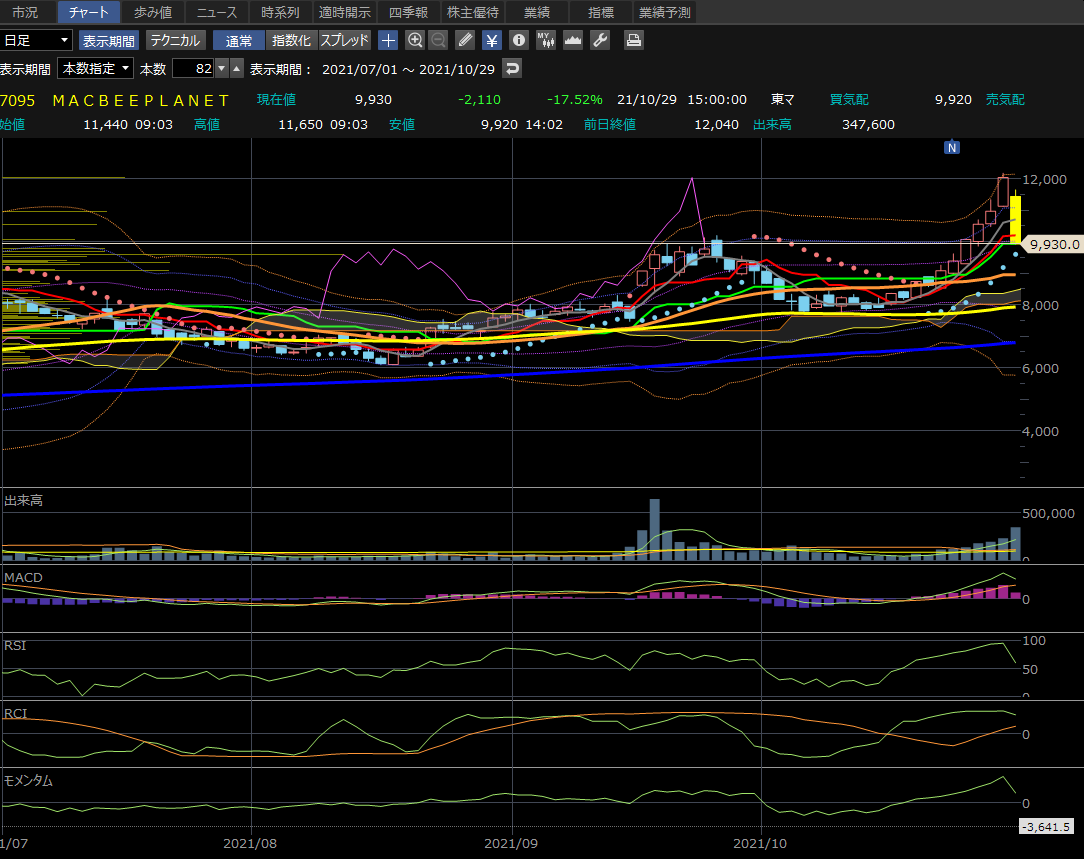 市況 チャート 歩み値 ニュース 時系列 適時開示 四季報 株主優待 業績 指標 業績予測
日足 表示期間 テクニカル 通常 指数化 スプレッド ¥ MY
表示期間 本数指定 本数 82 表示期間： 2021/07/01 ～ 2021/10/29
7095 ＭＡＣＢＥＥＰＬＡＮＥＴ 現在値 9,930 -2,110 -17.52% 21/10/29 15:00:00 東マ 買気配 9,920 売気配
始値 11,440 09:03 高値 11,650 09:03 安値 9,920 14:02 前日終値 12,040 出来高 347,600
N
12,000
9,930.0
8,000
6,000
4,000
出来高
500,000
0
MACD
0
RSI
100
50
0
RCI
0
モメンタム
0
-3,641.5
1/07 2021/08 2021/09 2021/10